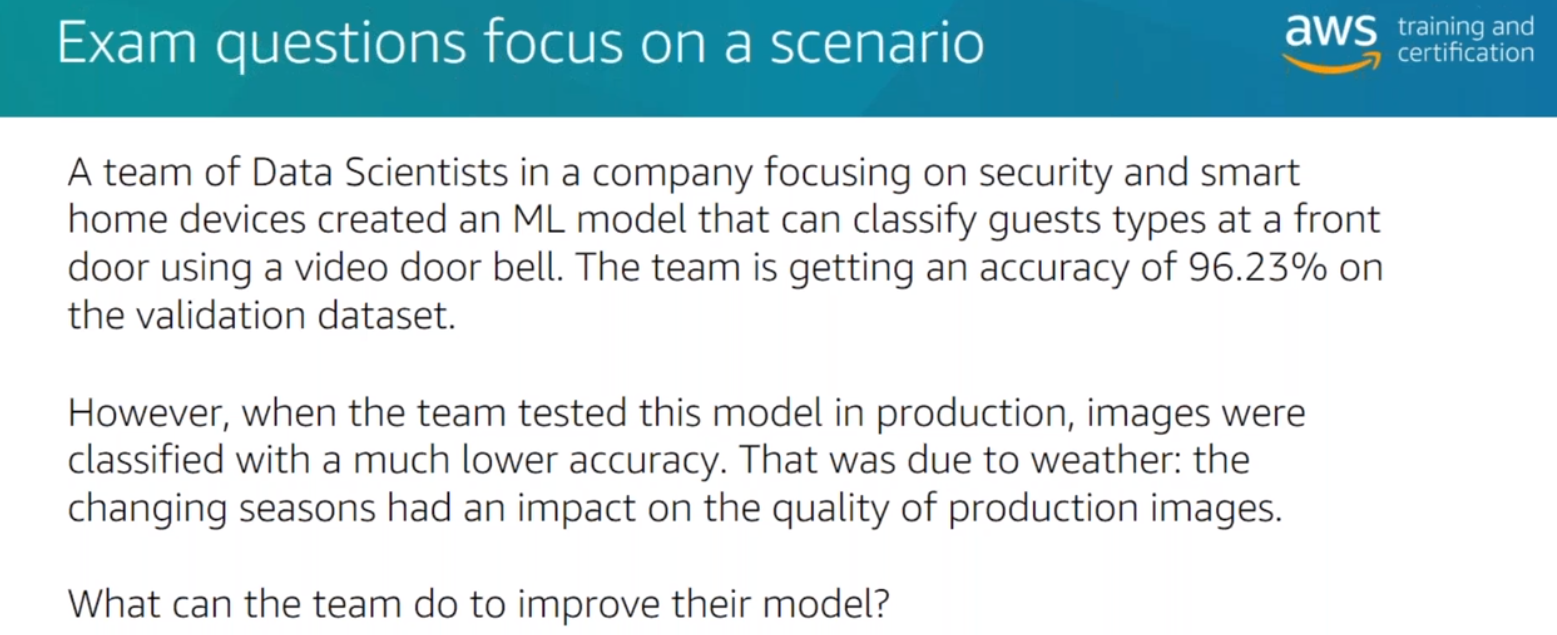 Exam questions focus on a scenario
aws training and
certification
A team of Data Scientists in a company focusing on security and smart
home devices created an ML model that can classify guests types at a front
door using a video door bell. The team is getting an accuracy of 96.23% on
the validation dataset.
However, when the team tested this model in production, images were
classified with a much lower accuracy. That was due to weather: the
changing seasons had an impact on the quality of production images.
What can the team do to improve their model?